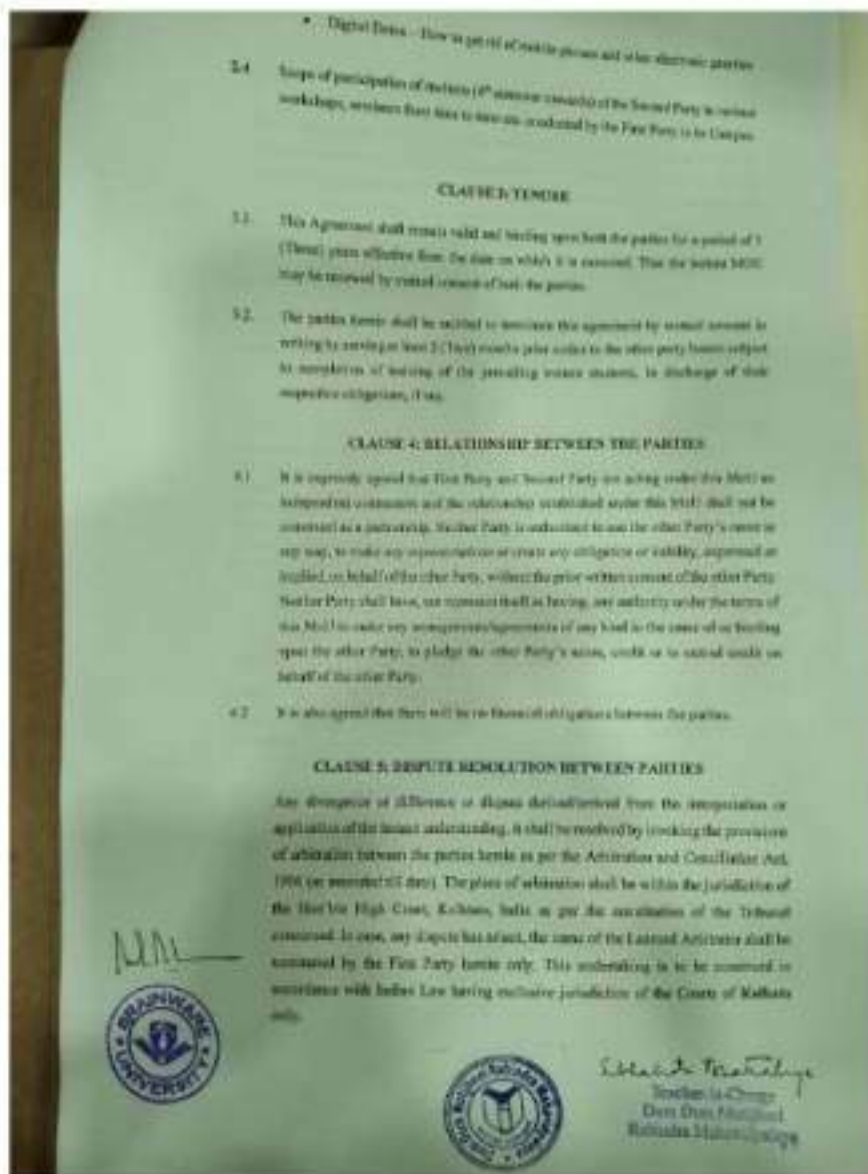 • Digital Detox – How to get rid of mobile phones and other electronic gazettes
2.4 Scope of participation of students (4th semester onwards) of the Second Party in various
workshops, seminars from time to time conducted by the First Party in its Campus
CLAUSE 3: TENURE
3.1. This Agreement shall remain valid and binding upon both the parties for a period of 3
(Three) years effective from the date on which it is executed. That the instant MOU
may be renewed by mutual consent of both the parties.
3.2. The parties herein shall be entitled to terminate this agreement by mutual consent in
writing by serving at least 2 (Two) months prior notice to the other party herein subject
to completion of training of the prevailing trainee students, in discharge of their
respective obligations, if any.
CLAUSE 4: RELATIONSHIP BETWEEN THE PARTIES
4.1 It is expressly agreed that First Party and Second Party are acting under this MoU as
independent contractors and the relationship established under this MoU shall not be
construed as a partnership. Neither Party is authorized to use the other Party's name in
any way, to make any representations or create any obligation or liability, expressed or
implied, on behalf of the other Party, without the prior written consent of the other Party.
Neither Party shall have, nor represent itself as having, any authority under the terms of
this MoU to make any arrangements/agreements of any kind in the name of or binding
upon the other Party, to pledge the other Party's name, credit or to extend credit on
behalf of the other Party.
4.2 It is also agreed that there will be no financial obligations between the parties.
CLAUSE 5: DISPUTE RESOLUTION BETWEEN PARTIES
Any divergence or difference or dispute derived/arrived from the interpretation or
application of the instant understanding, it shall be resolved by invoking the provisions
of arbitration between the parties herein as per the Arbitration and Conciliation Act,
1996 (as amended till date). The place of arbitration shall be within the jurisdiction of
the Hon'ble High Court, Kolkata, India as per the constitution of the Tribunal
concerned. In case, any dispute has arisen, the name of the Learned Arbitrator shall be
nominated by the First Party herein only. This undertaking is to be construed in
accordance with Indian Law having exclusive jurisdiction of the Courts of Kolkata
only.
BRAINWARE UNIVERSITY
Teacher-in-Charge
Dum Dum Motijheel
Rabindra Mahavidyalaya